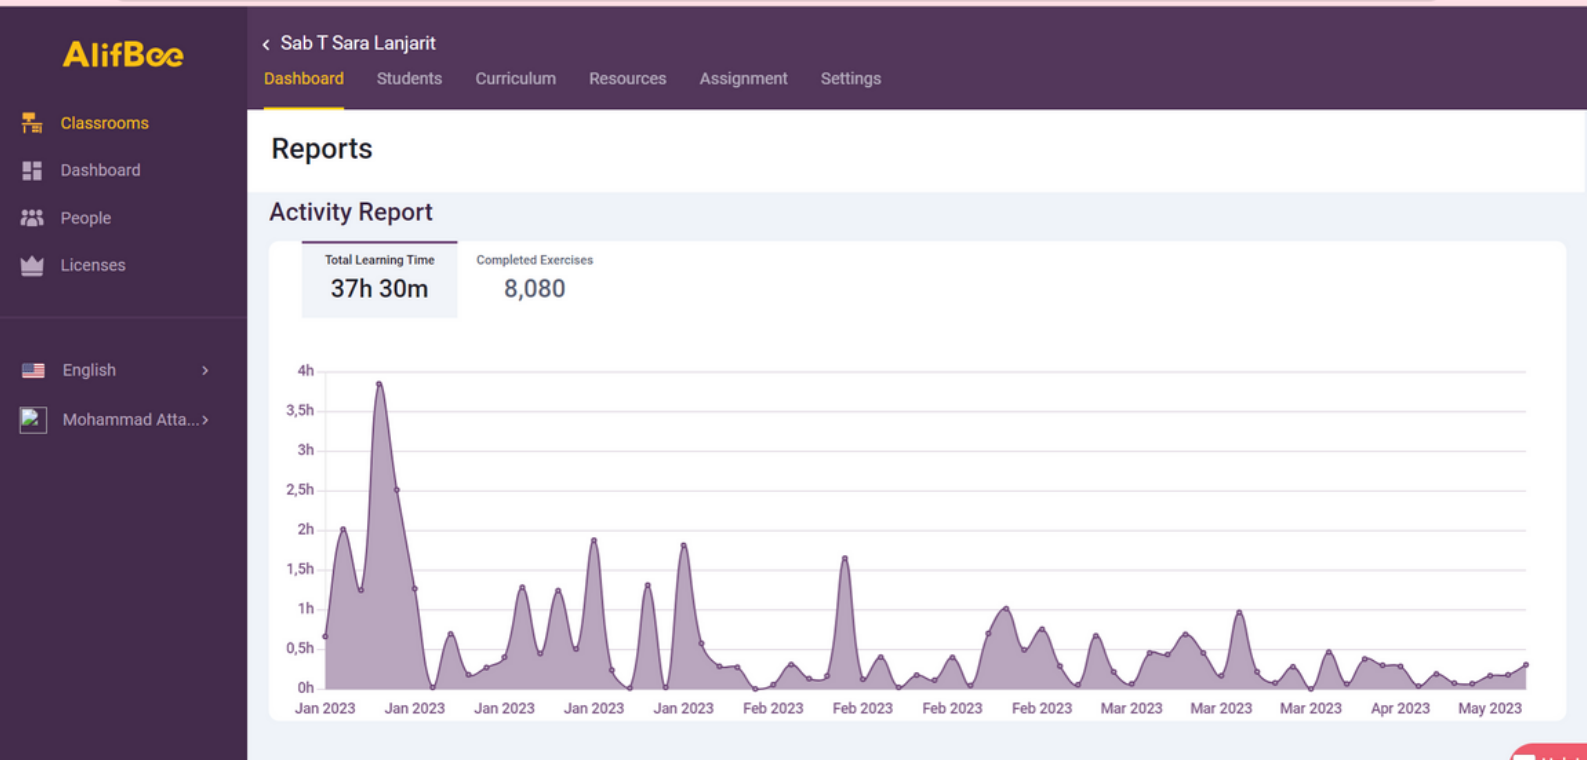 AlifBee
Classrooms
Dashboard
People
Licenses
English
Mohammad Atta...
Sab T Sara Lanjarit
Dashboard Students Curriculum Resources Assignment Settings
Reports
Activity Report
Total Learning Time
37h 30m
Completed Exercises
8,080
4h
3,5h
3h
2,5h
2h
1,5h
1h
0,5h
0h
Jan 2023 Jan 2023 Jan 2023 Jan 2023 Jan 2023 Feb 2023 Feb 2023 Feb 2023 Feb 2023 Mar 2023 Mar 2023 Mar 2023 Apr 2023 May 2023